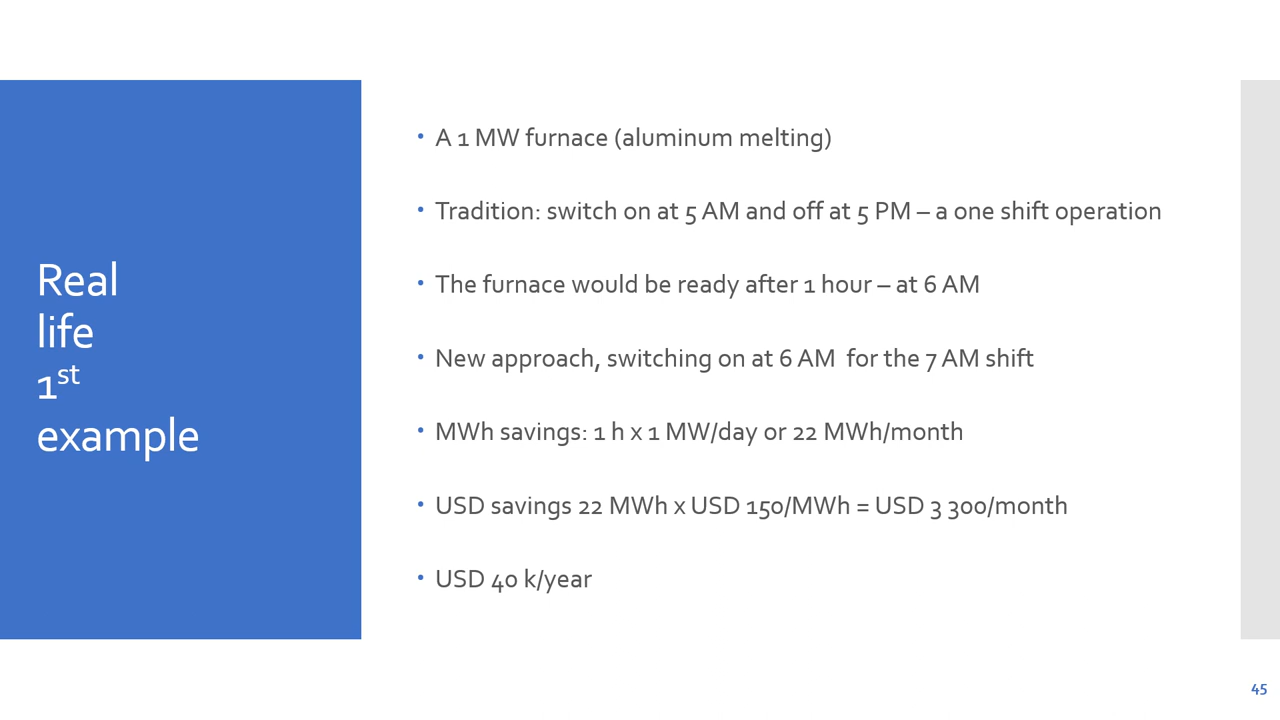 Real
life
1st
example
• A 1 MW furnace (aluminum melting)
• Tradition: switch on at 5 AM and off at 5 PM – a one shift operation
• The furnace would be ready after 1 hour – at 6 AM
• New approach, switching on at 6 AM  for the 7 AM shift
• MWh savings: 1 h x 1 MW/day or 22 MWh/month
• USD savings 22 MWh x USD 150/MWh = USD 3 300/month
• USD 40 k/year
45